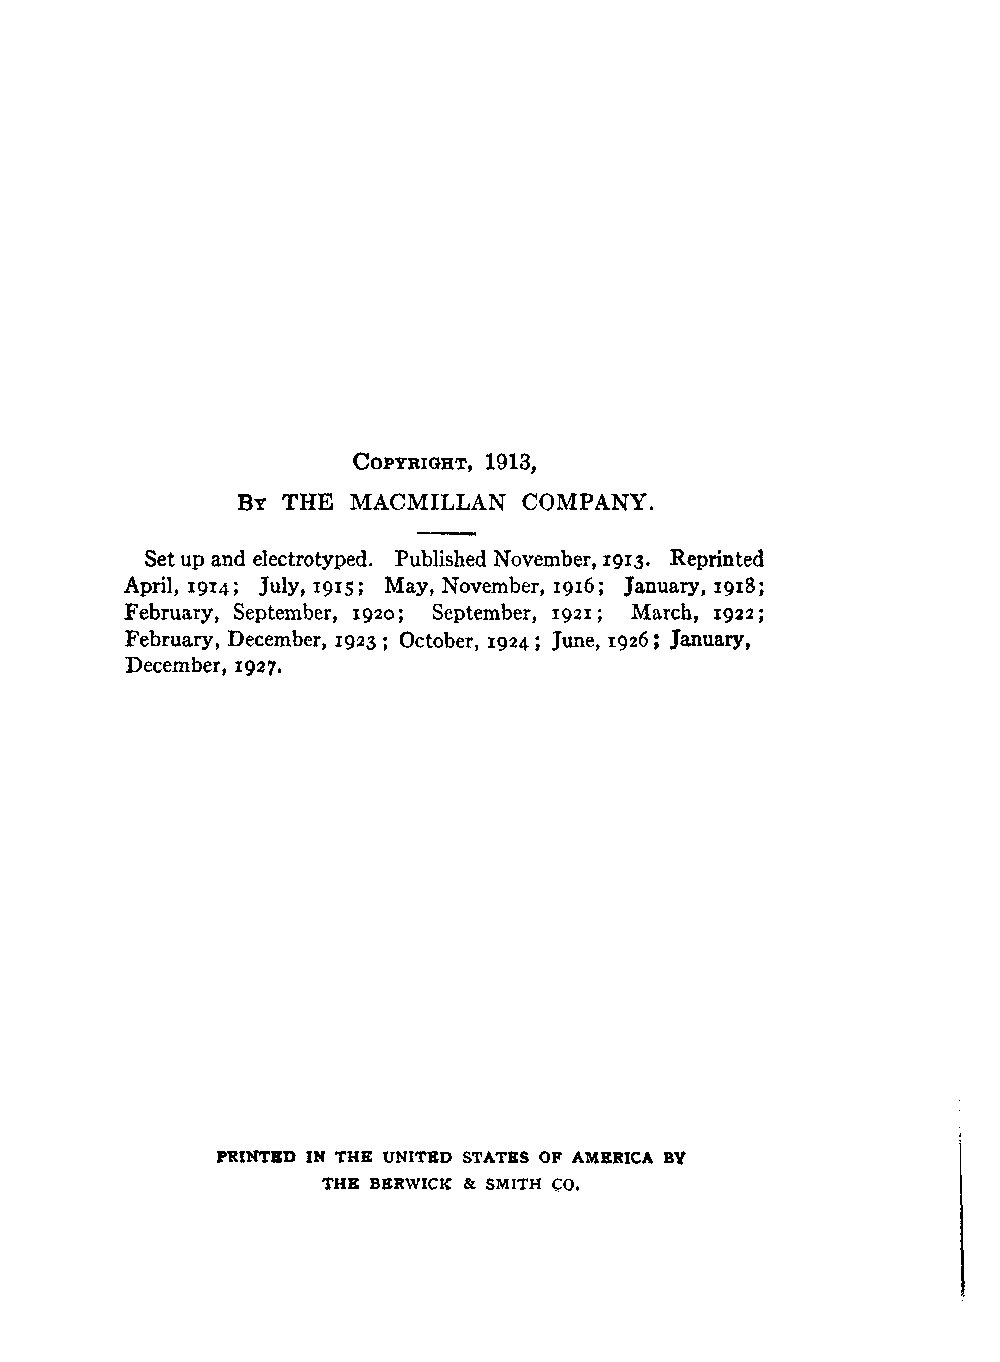 COPYRIGHT, 1913,
BY THE MACMILLAN COMPANY.
Set up and electrotyped. Published November, 1913. Reprinted
April, 1914; July, 1915; May, November, 1916; January, 1918;
February, September, 1920; September, 1921; March, 1922;
February, December, 1923; October, 1924; June, 1926; January,
December, 1927.
PRINTED IN THE UNITED STATES OF AMERICA BY
THE BERWICK & SMITH CO.